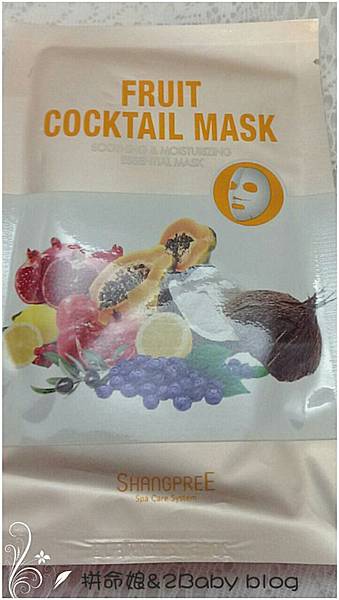 FRUIT
COCKTAIL MASK
SOOTHING & MOISTURIZING
ESSENTIAL MASK
SHANGPREE
Spa Care System
拼命娘&2Baby blog